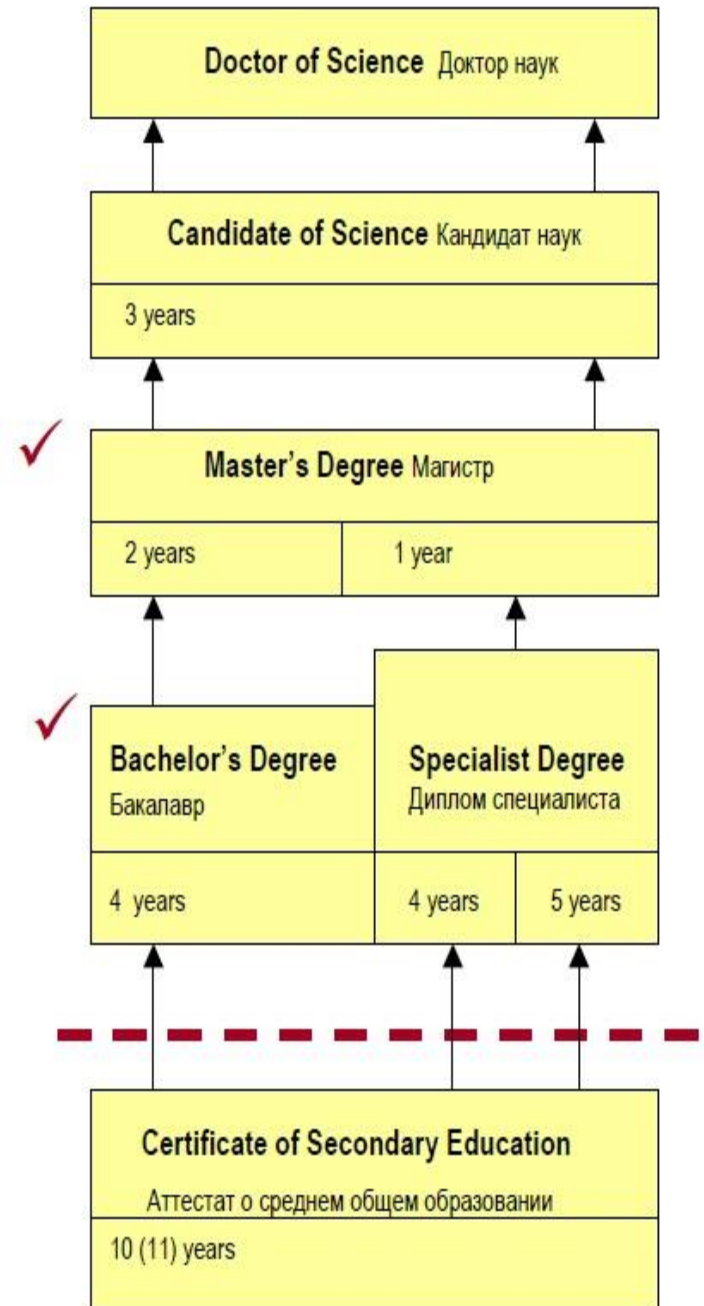 Doctor of Science Доктор наук
Candidate of Science Кандидат наук
3 years
Master's Degree Магистр
2 years
1 year
Bachelor's Degree
Бакалавр
Specialist Degree
Диплом специалиста
4 years
4 years
5 years
Certificate of Secondary Education
Аттестат о среднем общем образовании
10 (11) years